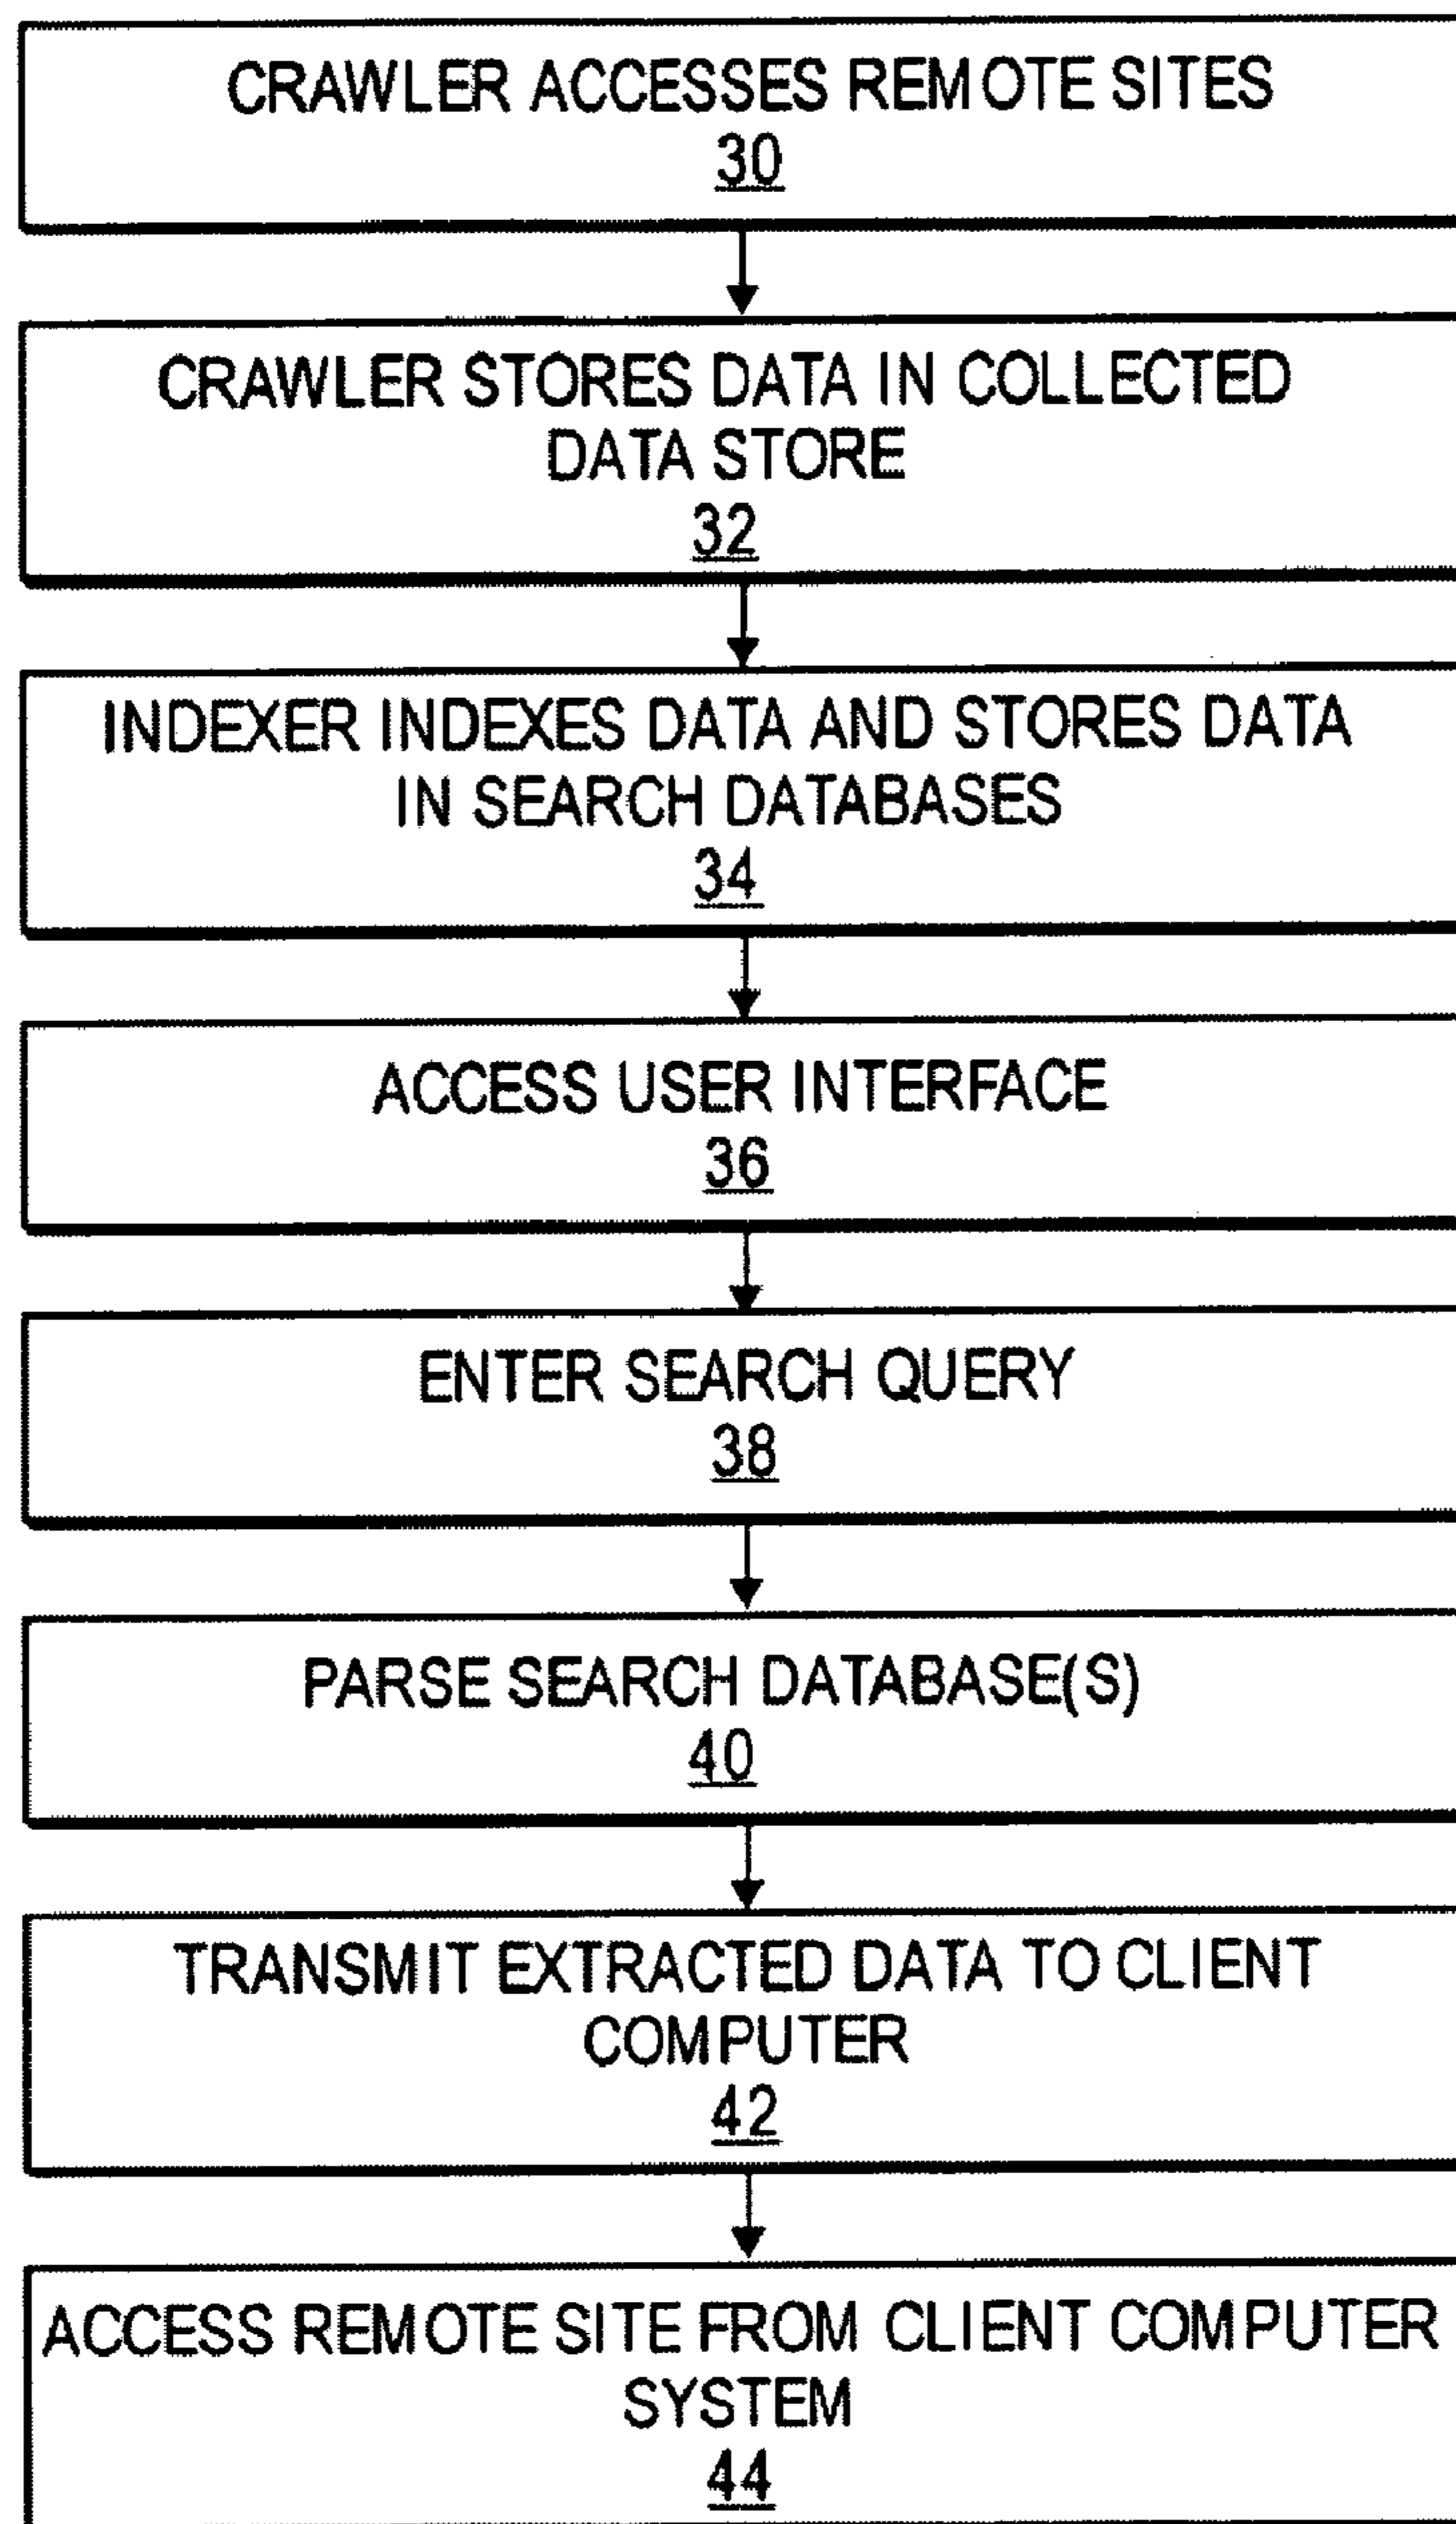 CRAWLER ACCESSES REMOTE SITES
30
CRAWLER STORES DATA IN COLLECTED
DATA STORE
32
INDEXER INDEXES DATA AND STORES DATA
IN SEARCH DATABASES
34
ACCESS USER INTERFACE
36
ENTER SEARCH QUERY
38
PARSE SEARCH DATABASE(S)
40
TRANSMIT EXTRACTED DATA TO CLIENT
COMPUTER
42
ACCESS REMOTE SITE FROM CLIENT COMPUTER
SYSTEM
44